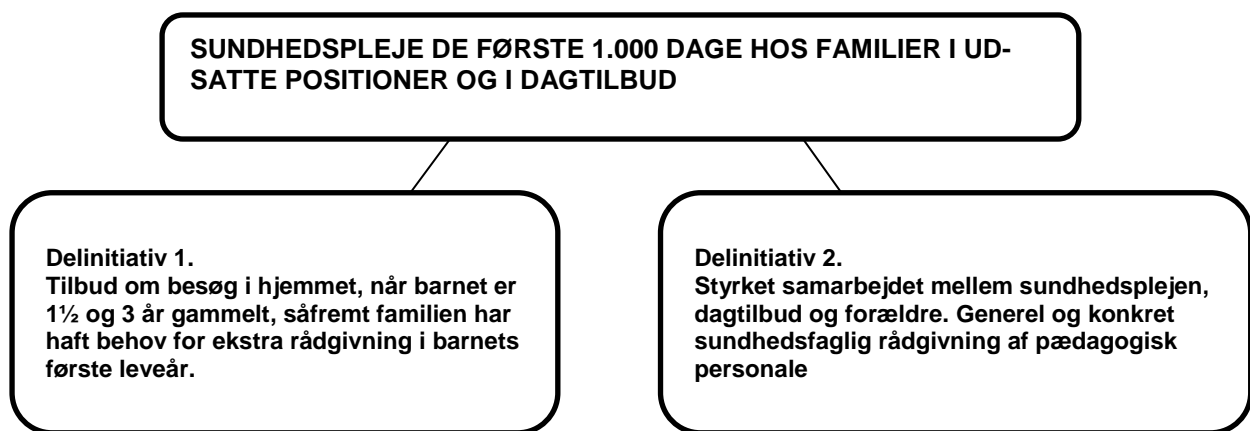 SUNDHEDSPLEJE DE FØRSTE 1.000 DAGE HOS FAMILIER I UD-
SATTE POSITIONER OG I DAGTILBUD
Delinitiativ 1.
Tilbud om besøg i hjemmet, når barnet er
1½ og 3 år gammelt, såfremt familien har
haft behov for ekstra rådgivning i barnets
første leveår.
Delinitiativ 2.
Styrket samarbejdet mellem sundhedsplejen,
dagtilbud og forældre. Generel og konkret
sundhedsfaglig rådgivning af pædagogisk
personale